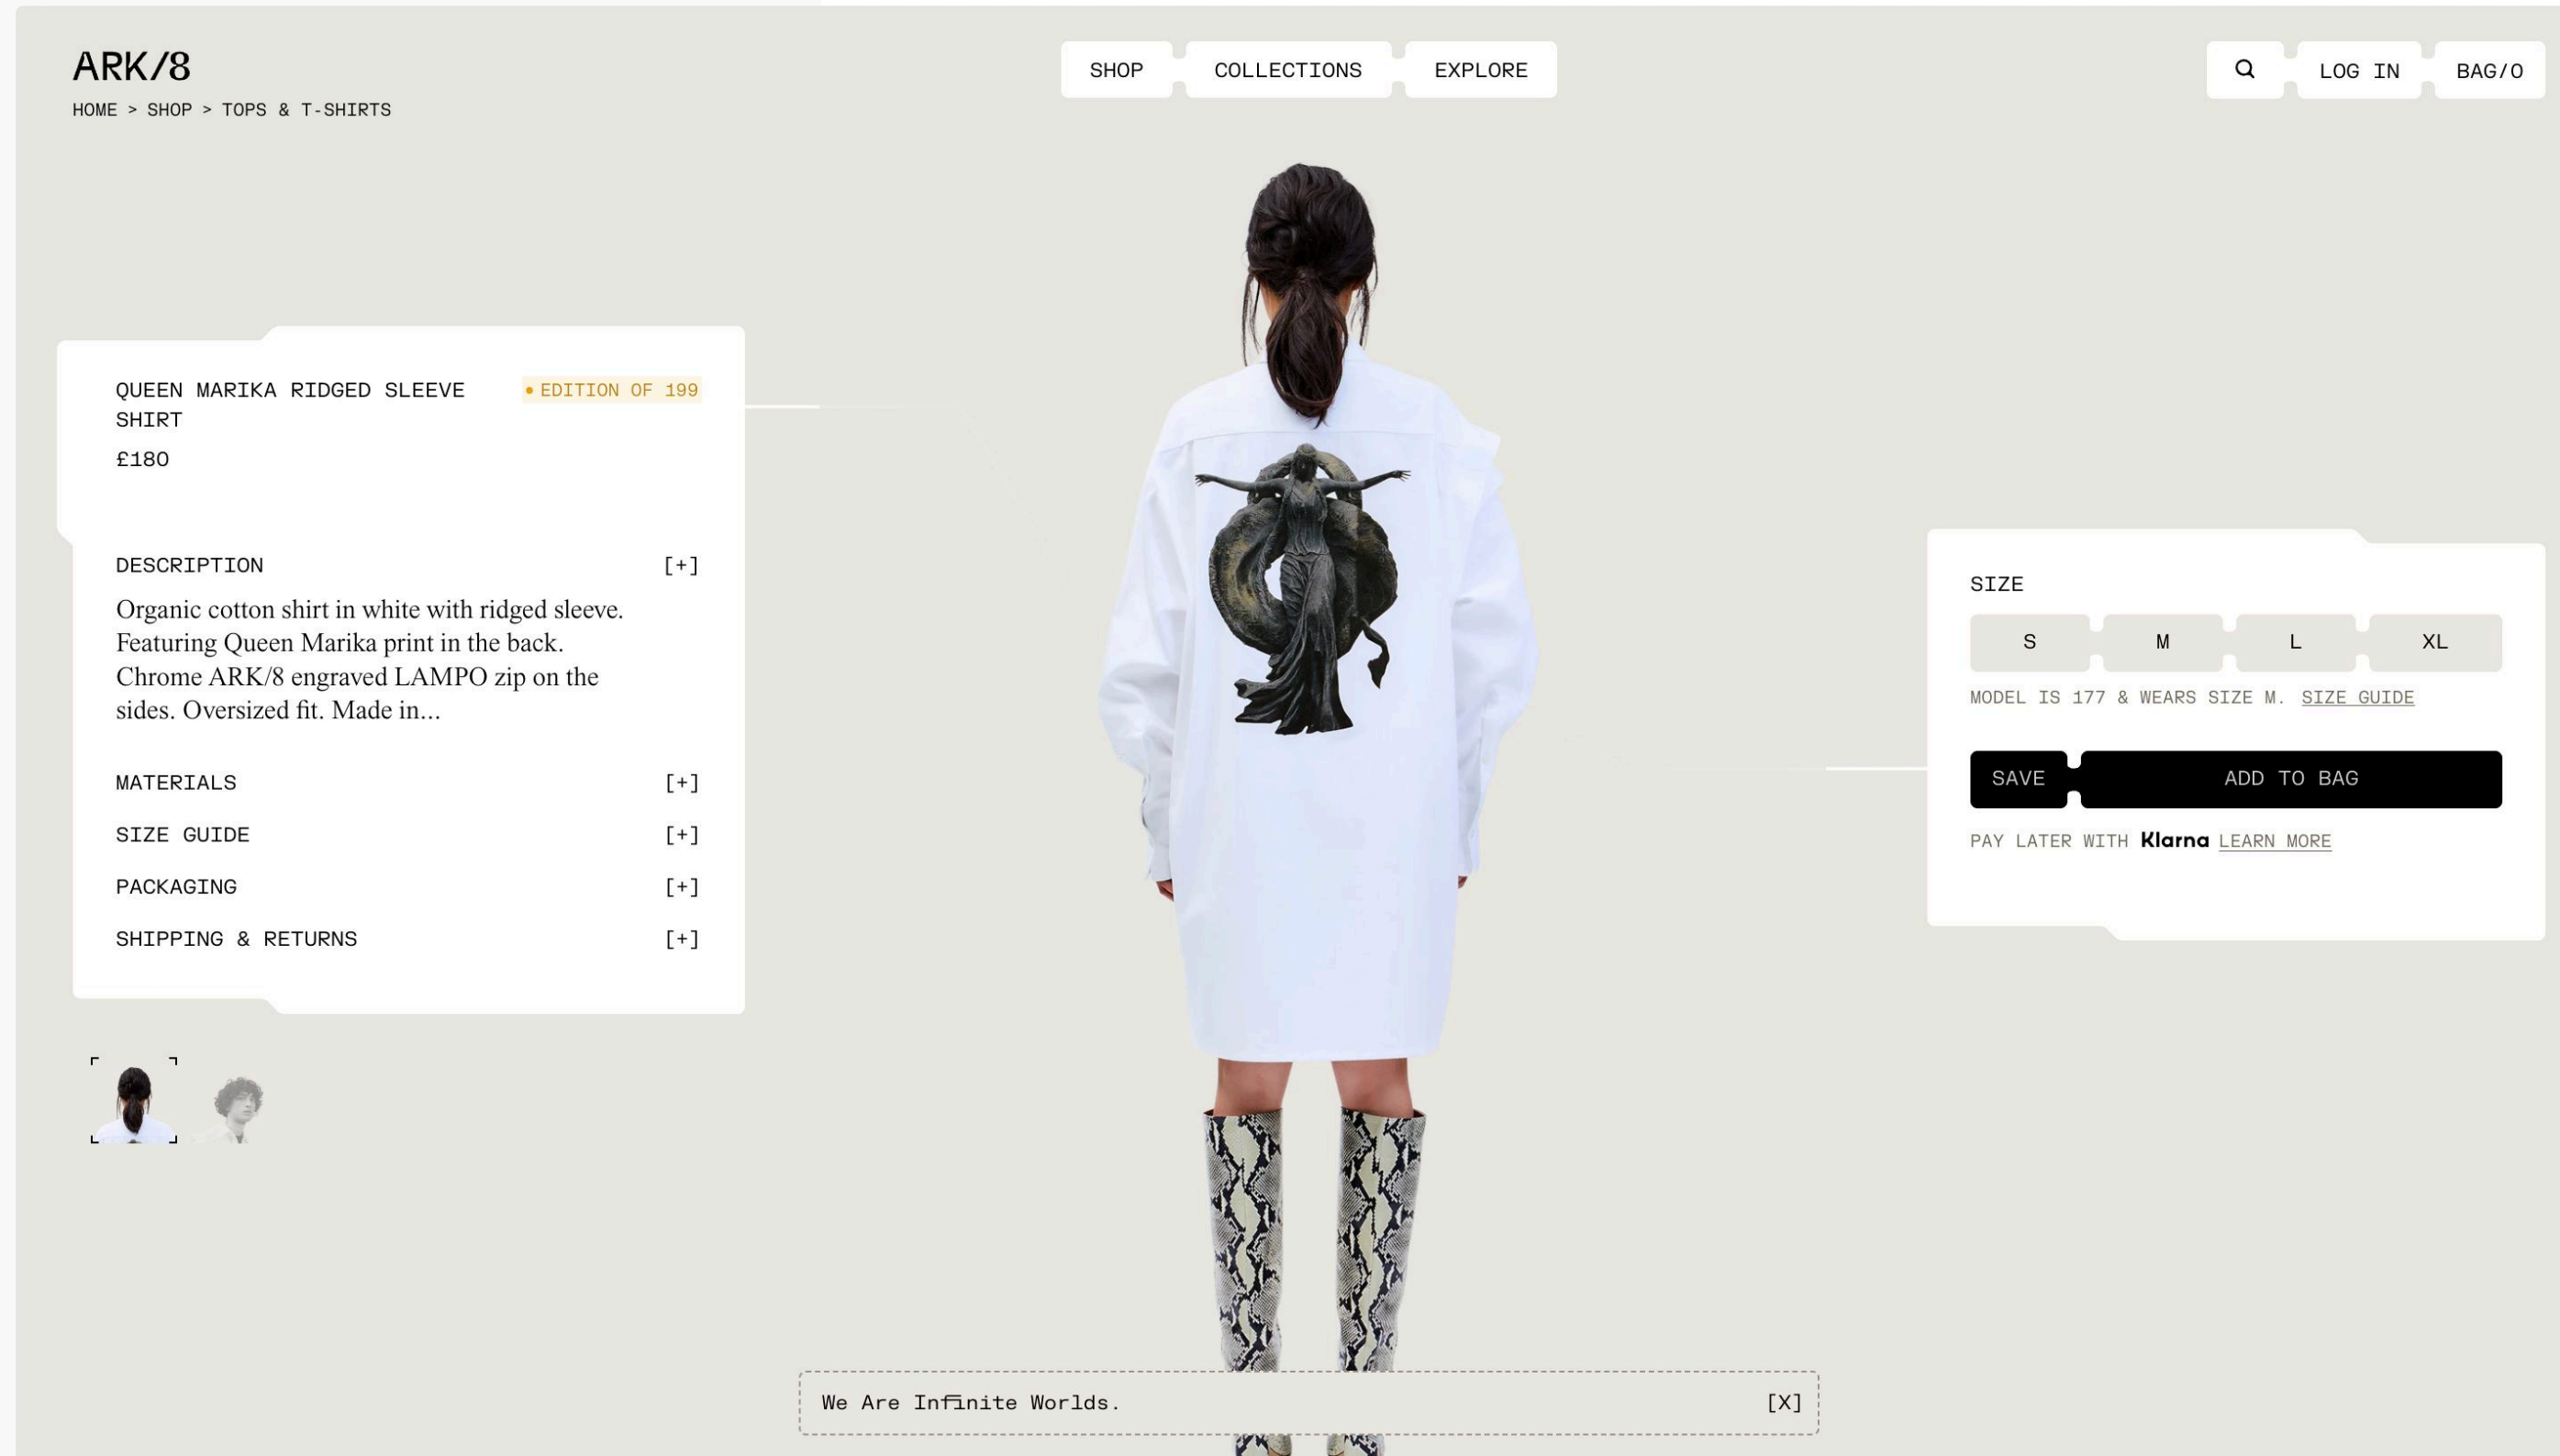 ARK/8
HOME > SHOP > TOPS & T-SHIRTS
SHOP
COLLECTIONS
EXPLORE
LOG IN
BAG/0
QUEEN MARIKA RIDGED SLEEVE
SHIRT
EDITION OF 199
£180
DESCRIPTION [+]
Organic cotton shirt in white with ridged sleeve.
Featuring Queen Marika print in the back.
Chrome ARK/8 engraved LAMPO zip on the
sides. Oversized fit. Made in...
MATERIALS [+]
SIZE GUIDE [+]
PACKAGING [+]
SHIPPING & RETURNS [+]
SIZE
S
M
L
XL
MODEL IS 177 & WEARS SIZE M. SIZE GUIDE
SAVE
ADD TO BAG
PAY LATER WITH Klarna LEARN MORE
We Are Infinite Worlds. [X]